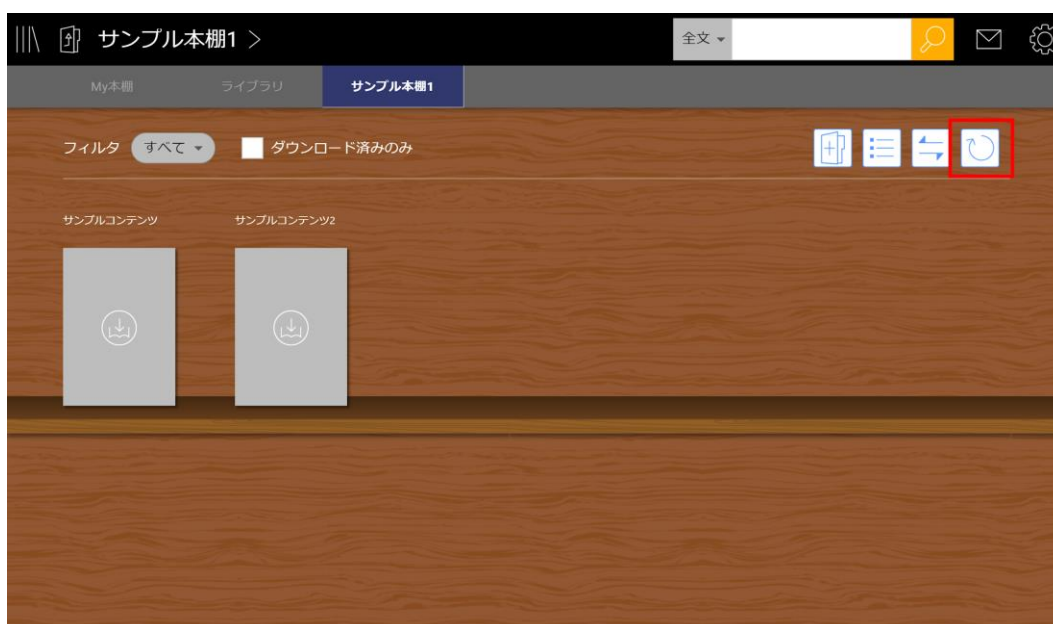 サンプル本棚1 >
全文
My本棚
ライブラリ
サンプル本棚1
フィルタ
すべて
ダウンロード済みのみ
サンプルコンテンツ
サンプルコンテンツ2